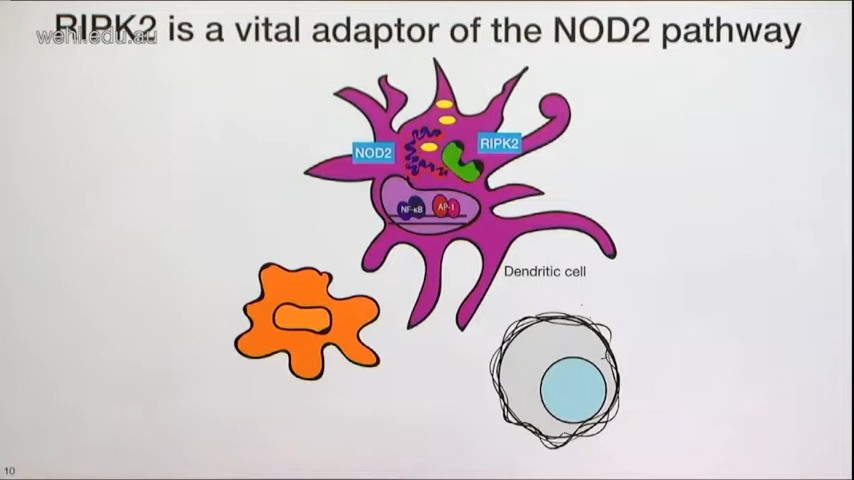 RIPK2 is a vital adaptor of the NOD2 pathway
wehi.edu.au
NOD2
RIPK2
NF-κB
AP-1
Dendritic cell
10